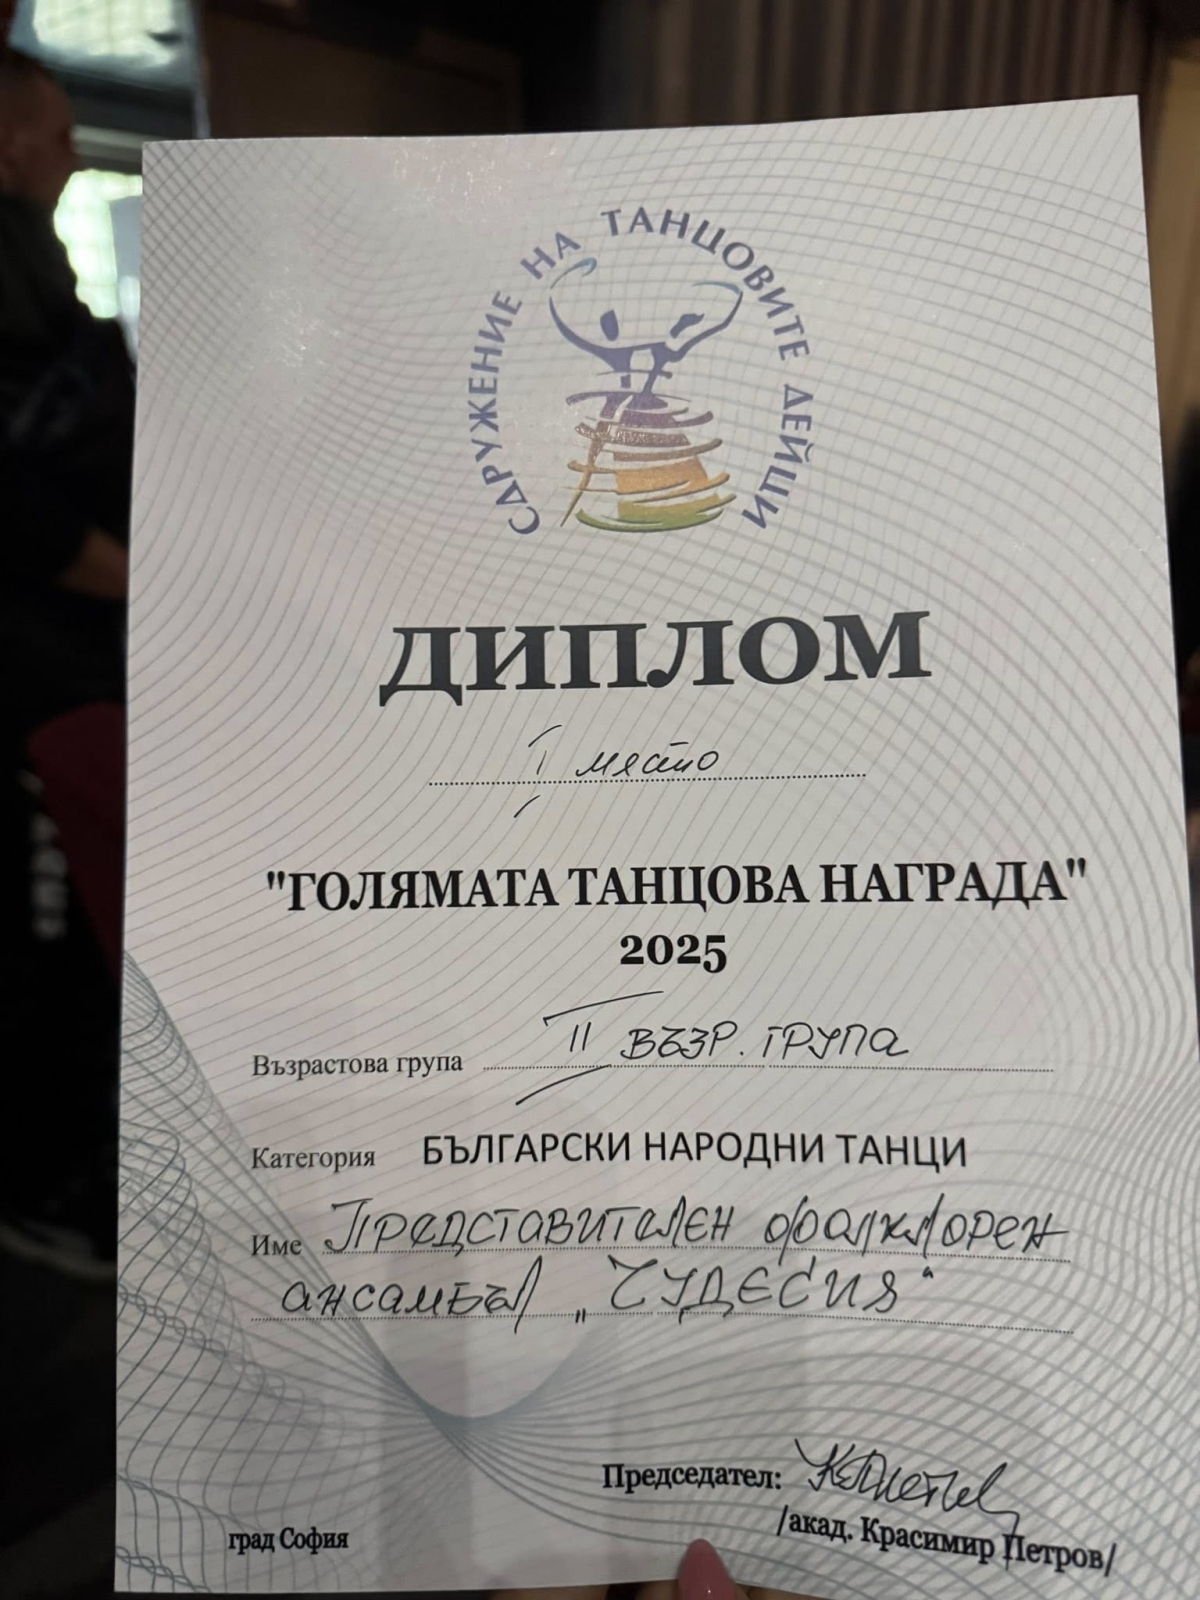 СДРУЖЕНИЕ НА ТАНЦОВИТЕ ДЕЙЦИ
ДИПЛОМ
I място
"ГОЛЯМАТА ТАНЦОВА НАГРАДА"
2025
Възрастова група II ВЪЗР. ГРУПА
Категория БЪЛГАРСКИ НАРОДНИ ТАНЦИ
Име ПРЕДСТАВИТЕЛЕН ФОЛКЛОРЕН
АНСАМБЪЛ „ЧУДЕСИЯ“
Председател:
/акад. Красимир Петров/
град София